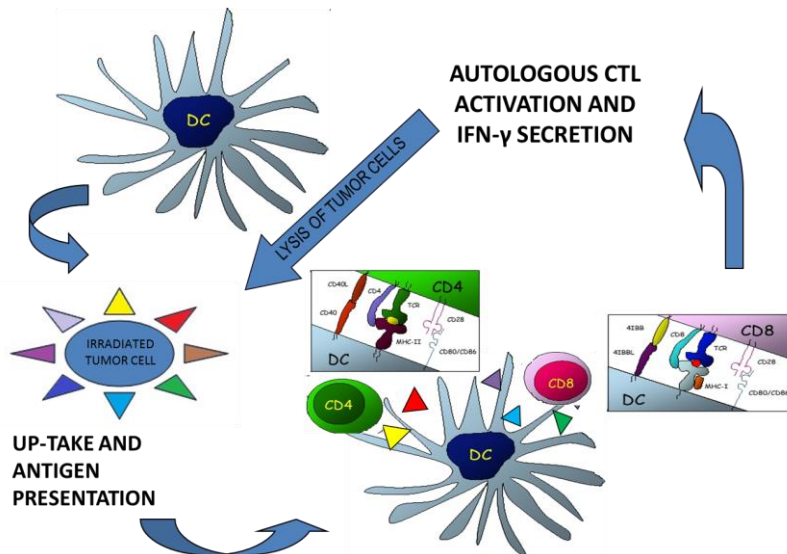 DC
AUTOLOGOUS CTL
ACTIVATION AND
IFN-γ SECRETION
LYSIS OF TUMOR CELLS
IRRADIATED
TUMOR CELL
UP-TAKE AND
ANTIGEN
PRESENTATION
CD40L
CD4
CD4
TCR
CD40
CD28
MHC-II
DC
CD80/CD86
CD4
CD8
DC
4IBB
CD8
CD8
TCR
CD28
4IBBL
MHC-I
DC
CD80/CD86